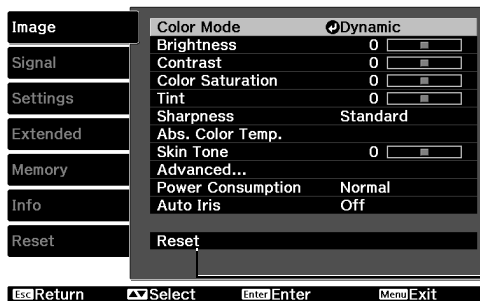 Image
Signal
Settings
Extended
Memory
Info
Reset
Color Mode Dynamic
Brightness 0
Contrast 0
Color Saturation 0
Tint 0
Sharpness Standard
Abs. Color Temp.
Skin Tone 0
Advanced...
Power Consumption Normal
Auto Iris Off
Reset
Esc Return Select Enter Enter Menu Exit